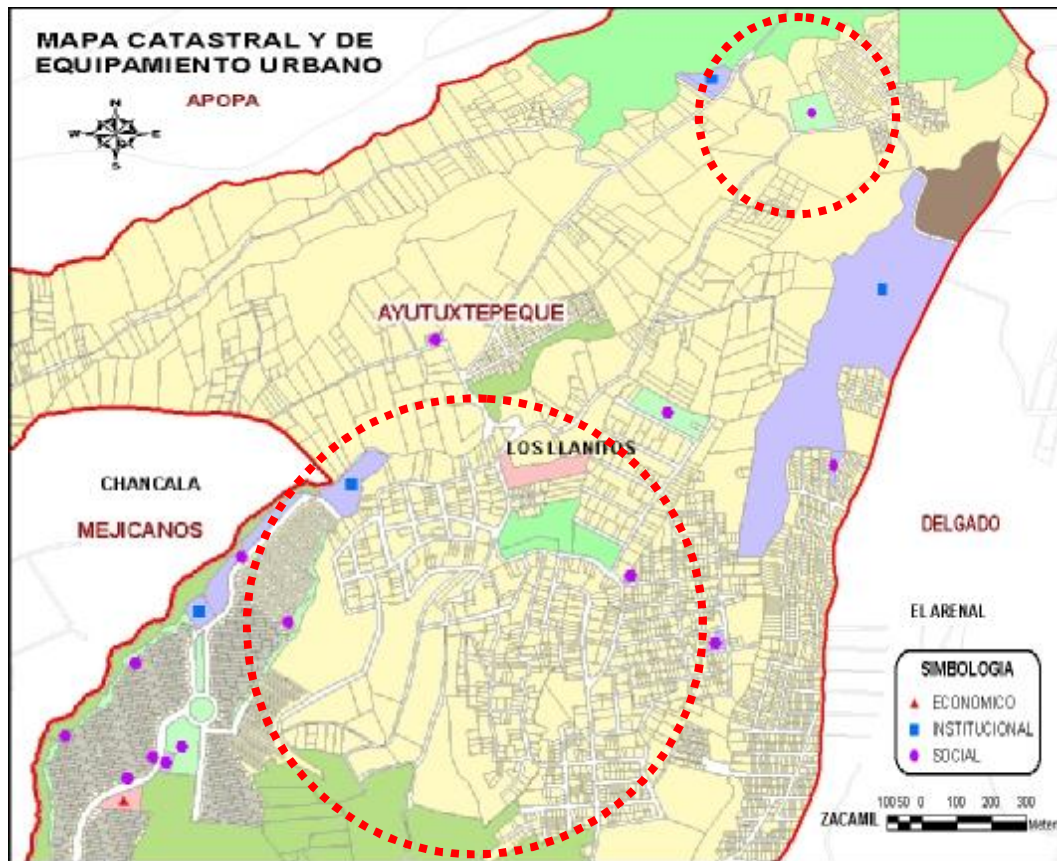 MAPA CATASTRAL Y DE
EQUIPAMIENTO URBANO
APOPA
N
W E
S
AYUTUXTEPEQUE
LOS LLANITOS
CHANCALA
MEJICANOS
DELGADO
EL ARENAL
SIMBOLOGIA
ECONOMICO
INSTITUCIONAL
SOCIAL
ZACAMIL
100 50 0 100 200 300
Meter